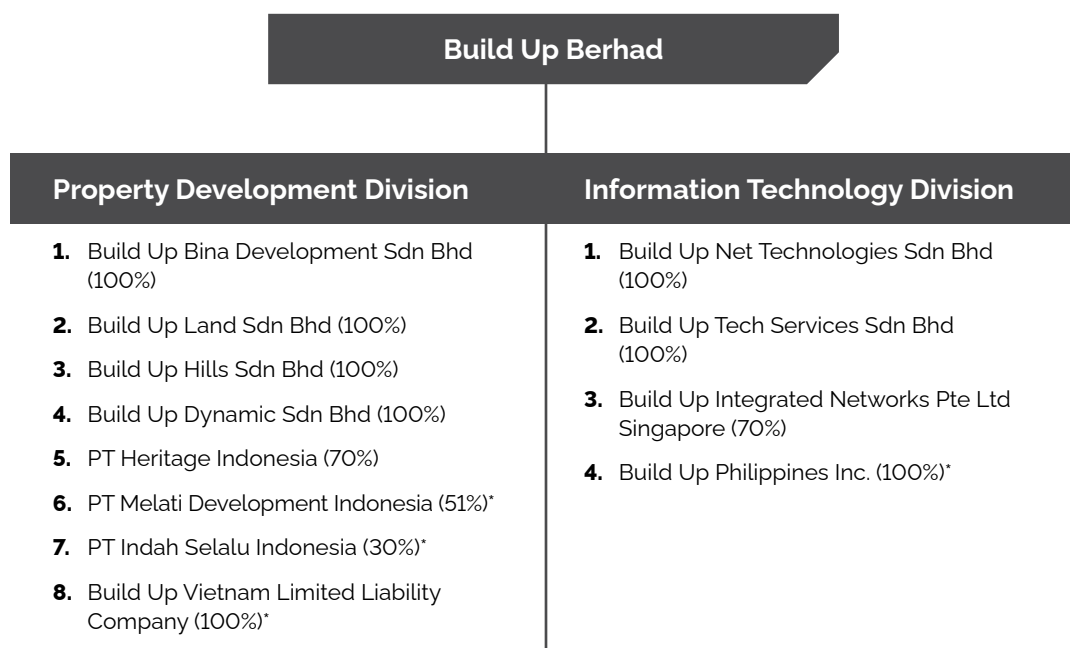 Build Up Berhad
Property Development Division
1. Build Up Bina Development Sdn Bhd
(100%)
2. Build Up Land Sdn Bhd (100%)
3. Build Up Hills Sdn Bhd (100%)
4. Build Up Dynamic Sdn Bhd (100%)
5. PT Heritage Indonesia (70%)
6. PT Melati Development Indonesia (51%)*
7. PT Indah Selalu Indonesia (30%)*
8. Build Up Vietnam Limited Liability
Company (100%)*
Information Technology Division
1. Build Up Net Technologies Sdn Bhd
(100%)
2. Build Up Tech Services Sdn Bhd
(100%)
3. Build Up Integrated Networks Pte Ltd
Singapore (70%)
4. Build Up Philippines Inc. (100%)*